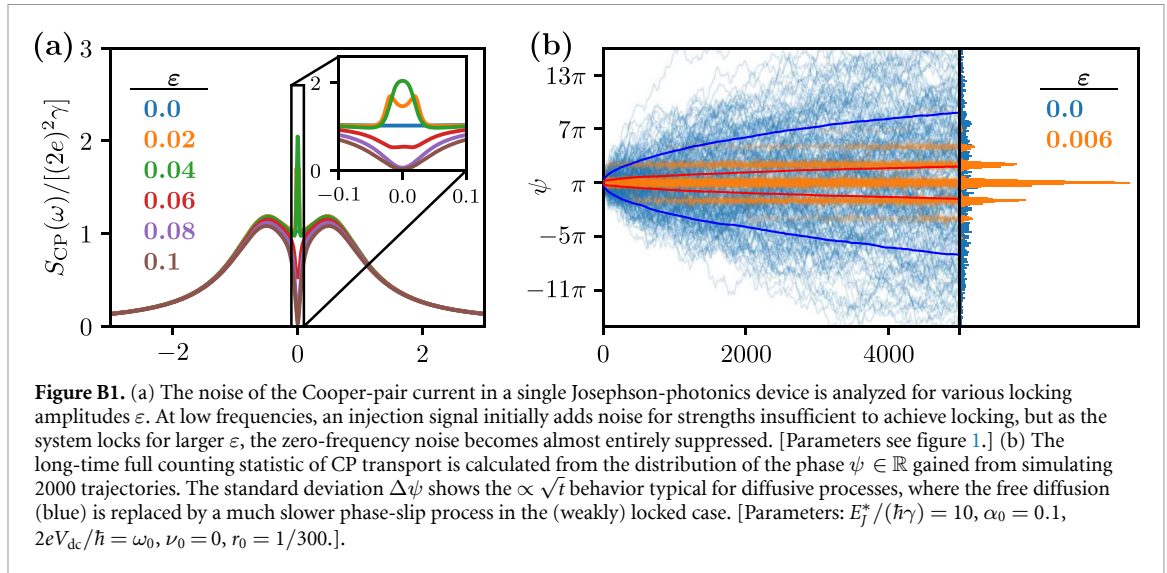 (a)
3
2
1
0
S_CP(ω)/[(2e)²γ]
ε
0.0
0.02
0.04
0.06
0.08
0.1
2
0
−0.1
0.0
0.1
−2
0
2
(b)
13π
7π
π
−5π
−11π
ψ
0
2000
4000
ε
0.0
0.006
Figure B1. (a) The noise of the Cooper-pair current in a single Josephson-photonics device is analyzed for various locking
amplitudes ε. At low frequencies, an injection signal initially adds noise for strengths insufficient to achieve locking, but as the
system locks for larger ε, the zero-frequency noise becomes almost entirely suppressed. [Parameters see figure 1.] (b) The
long-time full counting statistic of CP transport is calculated from the distribution of the phase ψ ∈ ℝ gained from simulating
2000 trajectories. The standard deviation Δψ shows the ∝ √t behavior typical for diffusive processes, where the free diffusion
(blue) is replaced by a much slower phase-slip process in the (weakly) locked case. [Parameters: E*_J/(ħγ) = 10, α₀ = 0.1,
2eV_dc/ħ = ω₀, ν₀ = 0, r₀ = 1/300.].